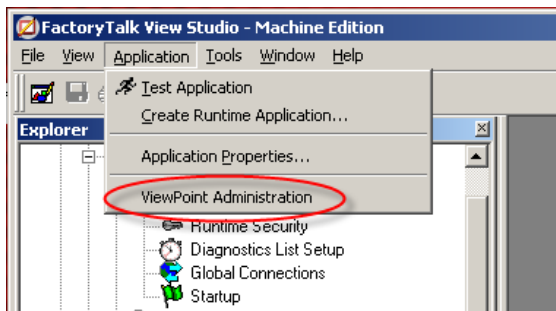 FactoryTalk View Studio - Machine Edition
File View Application Tools Window Help
Test Application
Create Runtime Application...
Explorer
Application Properties...
ViewPoint Administration
Runtime Security
Diagnostics List Setup
Global Connections
Startup